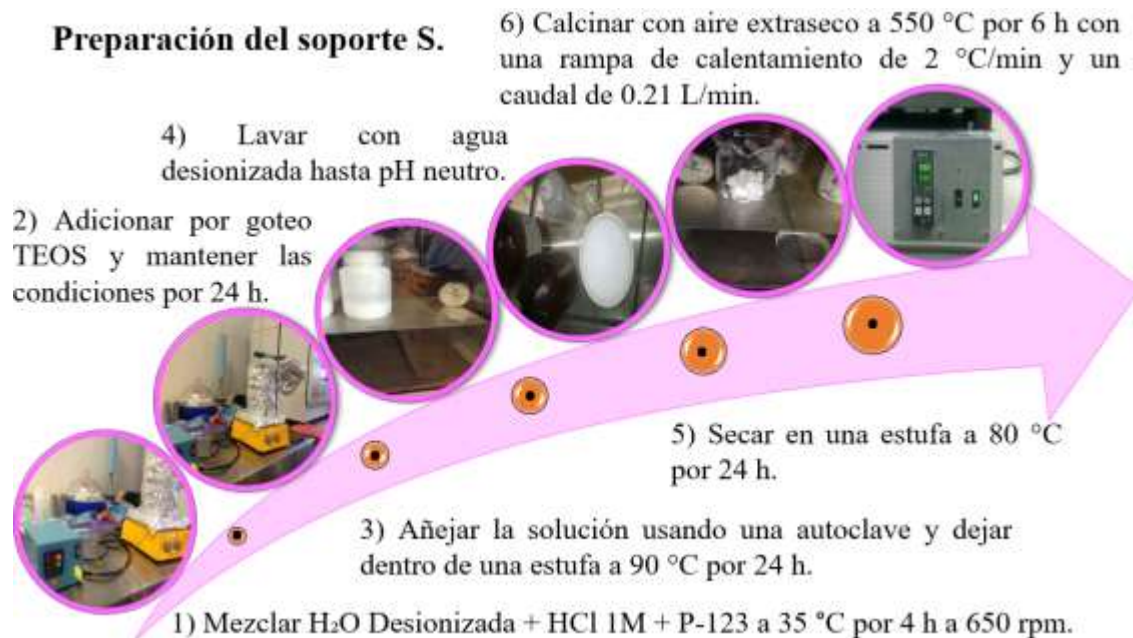 Preparación del soporte S.
6) Calcinar con aire extraseco a 550 °C por 6 h con
una rampa de calentamiento de 2 °C/min y un
caudal de 0.21 L/min.
4) Lavar con agua
desionizada hasta pH neutro.
2) Adicionar por goteo
TEOS y mantener las
condiciones por 24 h.
5) Secar en una estufa a 80 °C
por 24 h.
3) Añejar la solución usando una autoclave y dejar
dentro de una estufa a 90 °C por 24 h.
1) Mezclar H₂O Desionizada + HCl 1M + P-123 a 35 °C por 4 h a 650 rpm.